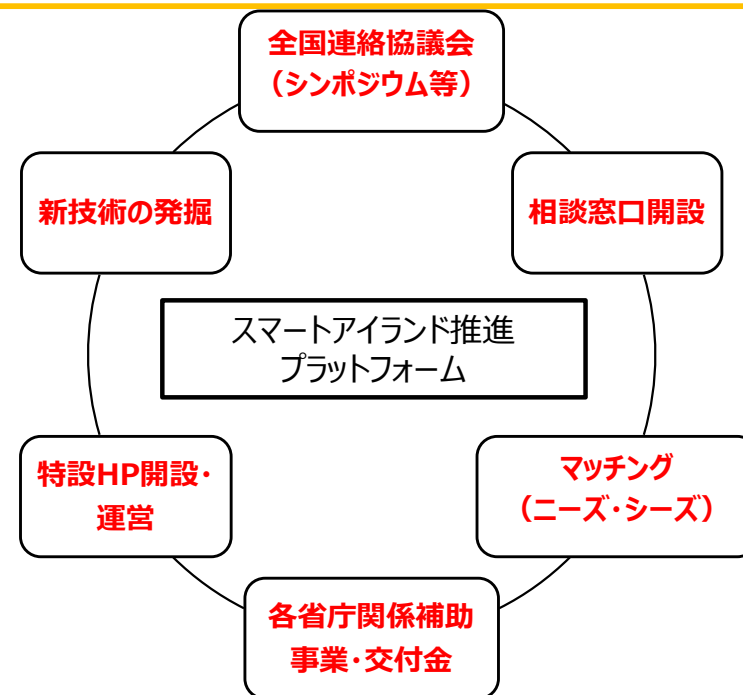 全国連絡協議会
（シンポジウム等）
新技術の発掘
相談窓口開設
スマートアイランド推進
プラットフォーム
特設HP開設・
運営
マッチング
（ニーズ・シーズ）
各省庁関係補助
事業・交付金